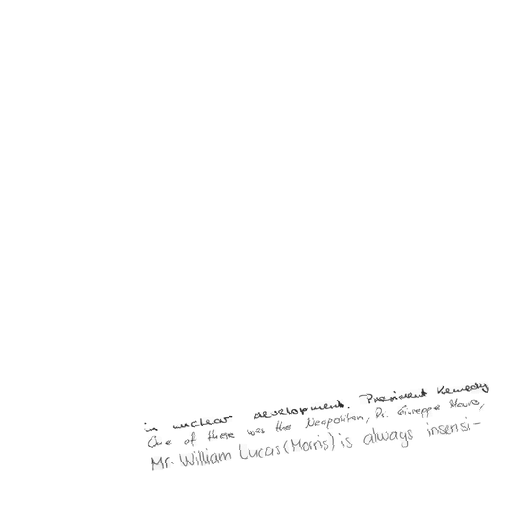 in nuclear development. President Kennedy
One of these was the Neapolitan, Dr. Giuseppe Mauro,
Mr. William Lucas (Morris) is always insensi-